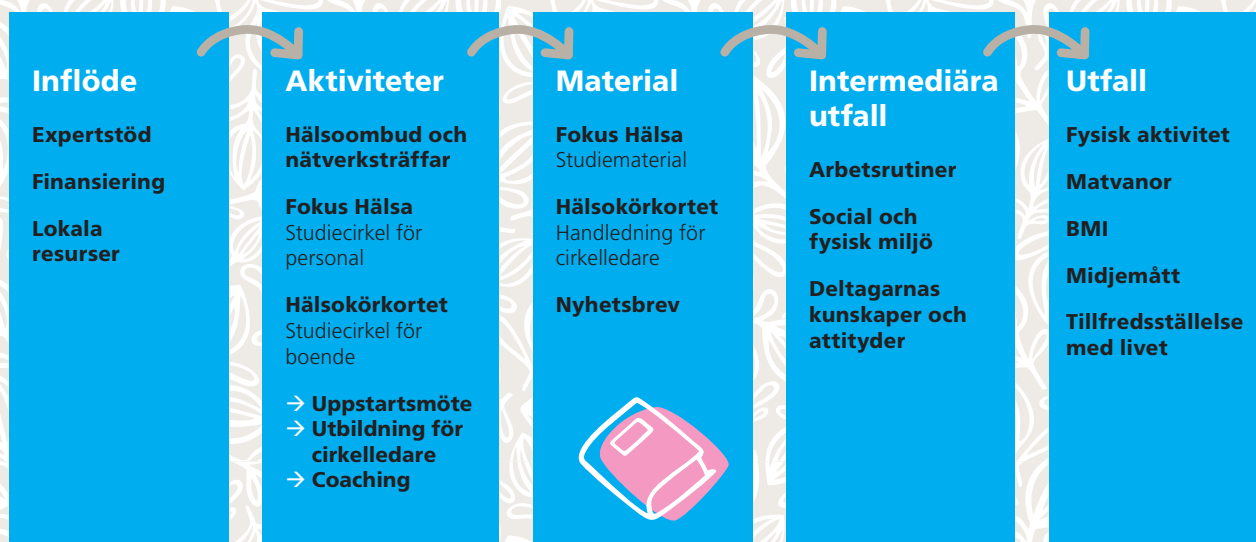 Inflöde
Expertstöd
Finansiering
Lokala
resurser
Aktiviteter
Hälsoombud och
nätverksträffar
Fokus Hälsa
Studiecirkel för
personal
Hälsokörkortet
Studiecirkel för
boende
→ Uppstartsmöte
→ Utbildning för
cirkelledare
→ Coaching
Material
Fokus Hälsa
Studiematerial
Hälsokörkortet
Handledning för
cirkelledare
Nyhetsbrev
Intermediära
utfall
Arbetsrutiner
Social och
fysisk miljö
Deltagarnas
kunskaper och
attityder
Utfall
Fysisk aktivitet
Matvanor
BMI
Midjemått
Tillfredsställelse
med livet